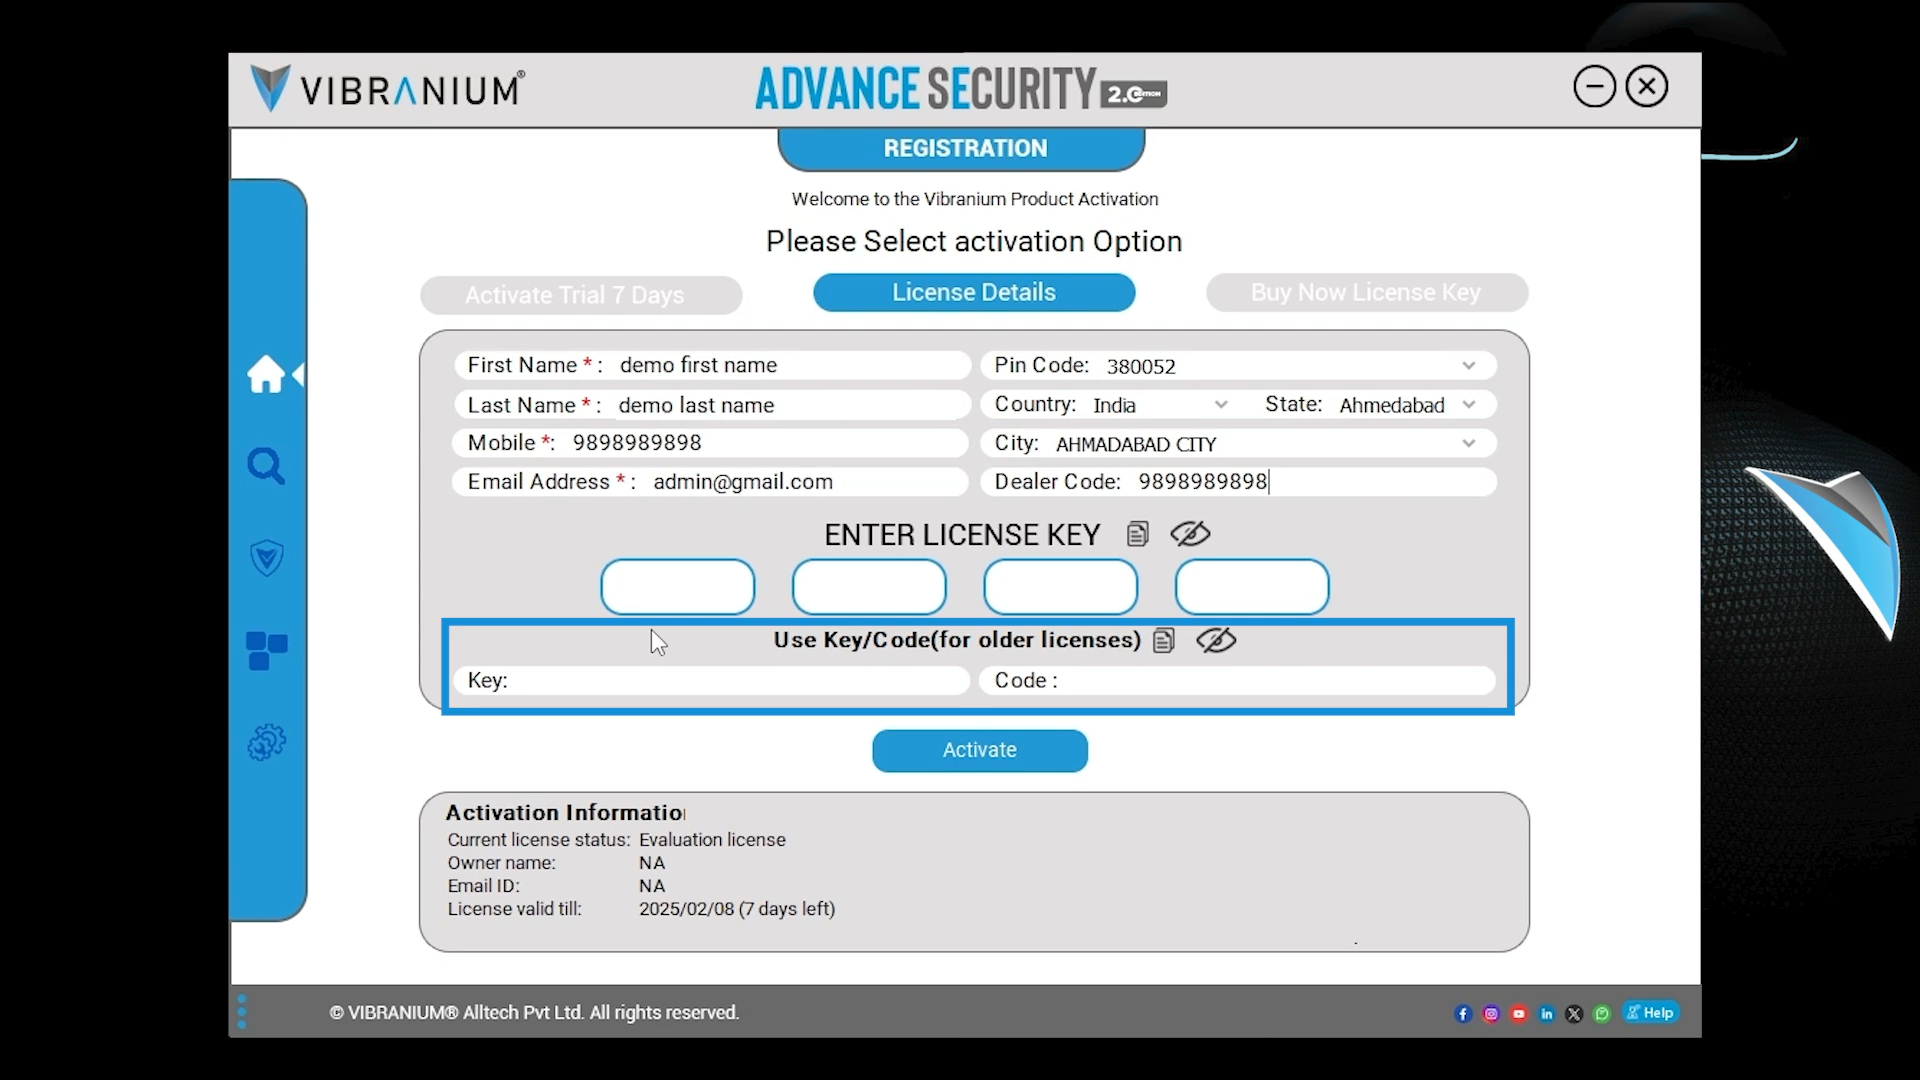 VIBRANIUM®
ADVANCE SECURITY 2.0 EDITION
REGISTRATION
Welcome to the Vibranium Product Activation
Please Select activation Option
Activate Trial 7 Days
License Details
Buy Now License Key
First Name * : demo first name
Pin Code: 380052
Last Name * : demo last name
Country: India State: Ahmedabad
Mobile *: 9898989898
City: AHMADABAD CITY
Email Address * : admin@gmail.com
Dealer Code: 9898989898
ENTER LICENSE KEY
Use Key/Code(for older licenses)
Key:
Code :
Activate
Activation Informatio
Current license status: Evaluation license
Owner name: NA
Email ID: NA
License valid till: 2025/02/08 (7 days left)
© VIBRANIUM® Alltech Pvt Ltd. All rights reserved.
Help